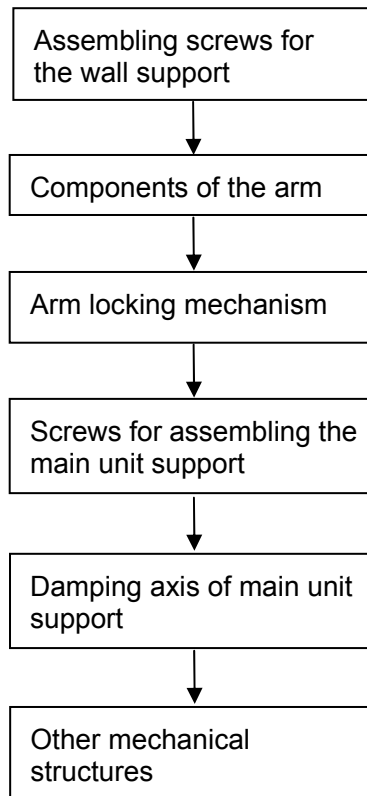 Assembling screws for
the wall support
Components of the arm
Arm locking mechanism
Screws for assembling the
main unit support
Damping axis of main unit
support
Other mechanical
structures